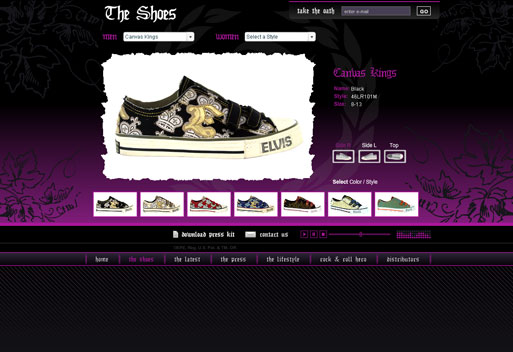 The Shoes
take the oath
enter e-mail
GO
MEN
Canvas Kings
WOMEN
Select a Style
Canvas Kings
Name: Black
Style: 46LR101M
Size: 8-13
ELVIS
Side R
Side L
Top
Select Color / Style
download press kit
contact us
home
the shoes
the latest
the press
the lifestyle
rock & roll hero
distributors